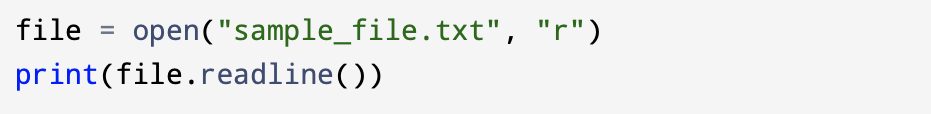 file = open("sample_file.txt", "r")
print(file.readline())